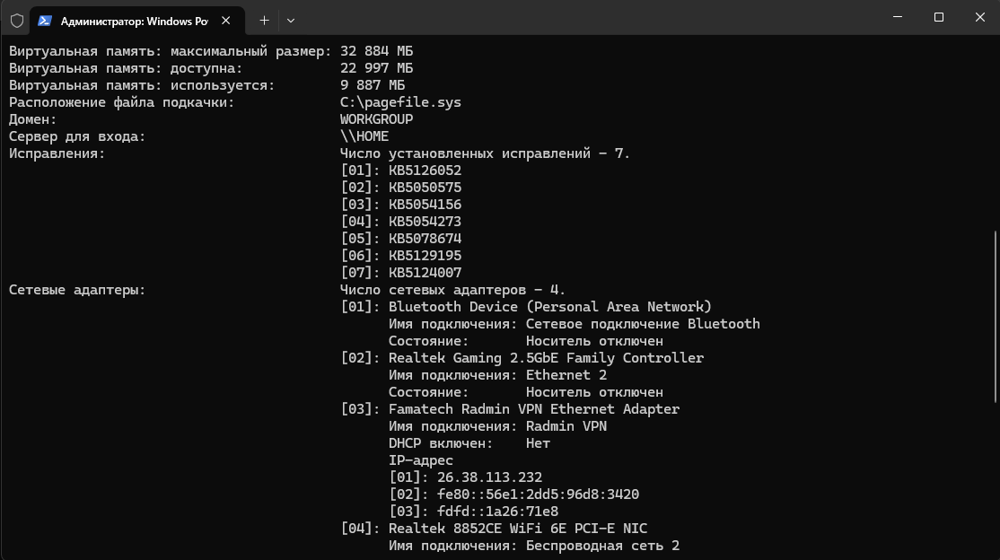 Администратор: Windows Po
Виртуальная память: максимальный размер: 32 884 МБ
Виртуальная память: доступна: 22 997 МБ
Виртуальная память: используется: 9 887 МБ
Расположение файла подкачки: C:\pagefile.sys
Домен: WORKGROUP
Сервер для входа: \\HOME
Исправления: Число установленных исправлений - 7.
[01]: KB5126052
[02]: KB5050575
[03]: KB5054156
[04]: KB5054273
[05]: KB5078674
[06]: KB5129195
[07]: KB5124007
Сетевые адаптеры: Число сетевых адаптеров - 4.
[01]: Bluetooth Device (Personal Area Network)
Имя подключения: Сетевое подключение Bluetooth
Состояние: Носитель отключен
[02]: Realtek Gaming 2.5GbE Family Controller
Имя подключения: Ethernet 2
Состояние: Носитель отключен
[03]: Famatech Radmin VPN Ethernet Adapter
Имя подключения: Radmin VPN
DHCP включен: Нет
IP-адрес
[01]: 26.38.113.232
[02]: fe80::56e1:2dd5:96d8:3420
[03]: fdfd::1a26:71e8
[04]: Realtek 8852CE WiFi 6E PCI-E NIC
Имя подключения: Беспроводная сеть 2